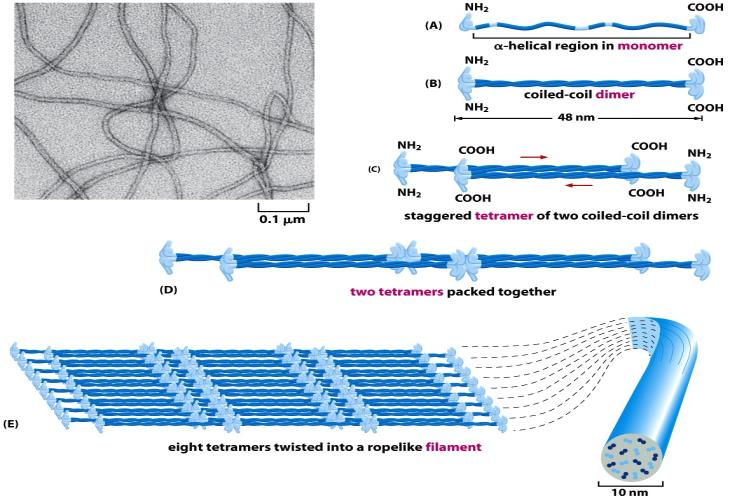 NH2 COOH
(A)
α-helical region in monomer
NH2 COOH
(B)
coiled-coil dimer
NH2 COOH
48 nm
0.1 μm
NH2 COOH COOH NH2
(C)
NH2 COOH COOH NH2
staggered tetramer of two coiled-coil dimers
(D)
two tetramers packed together
(E)
eight tetramers twisted into a ropelike filament
10 nm